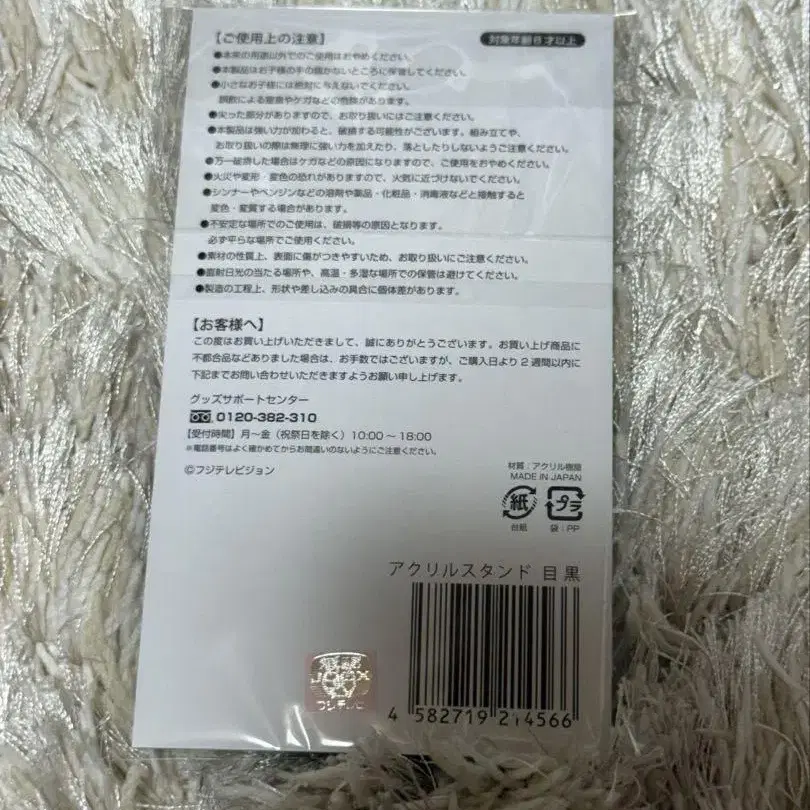 【ご使用上の注意】
対象年齢6才以上
●本来の用途以外でのご使用はおやめください。
●本製品はお子様の手の届かないところに保管してください。
●小さなお子様には絶対に与えないでください。
誤飲による窒息やケガなどの危険があります。
●尖った部分がありますので、お取り扱いにはご注意ください。
●本製品は強い力が加わると、破損する可能性がございます。組み立てや、
お取り扱いの際は無理に強い力を加えたり、落としたりしないようご注意ください。
●万一破損した場合はケガなどの原因になりますので、ご使用をおやめください。
●火災や変形・変色の恐れがありますので、火気に近づけないでください。
●シンナーやベンジンなどの溶剤や薬品・化粧品・消毒液などと接触すると
変色・変質する場合があります。
●不安定な場所でのご使用は、破損等の原因となります。
必ず平らな場所でご使用ください。
●素材の性質上、表面に傷がつきやすいため、お取り扱いにご注意ください。
●直射日光の当たる場所や、高温・多湿な場所での保管は避けてください。
●製造の工程上、形状や差し込みの具合に個体差があります。
【お客様へ】
この度はお買い上げいただきまして、誠にありがとうございます。お買い上げ商品に
不都合品などありました場合は、お手数ではございますが、ご購入日より2週間以内に
下記までお問い合わせいただきますようお願い申し上げます。
グッズサポートセンター
0120-382-310
【受付時間】月～金（祝祭日を除く）10:00～18:00
※電話番号はよく確かめてからお間違いのないようにご注意ください。
©フジテレビジョン
材質：アクリル樹脂
MADE IN JAPAN
紙 プラ
台紙 袋：PP
アクリルスタンド 目黒
フジテレビ
4 582719 214566